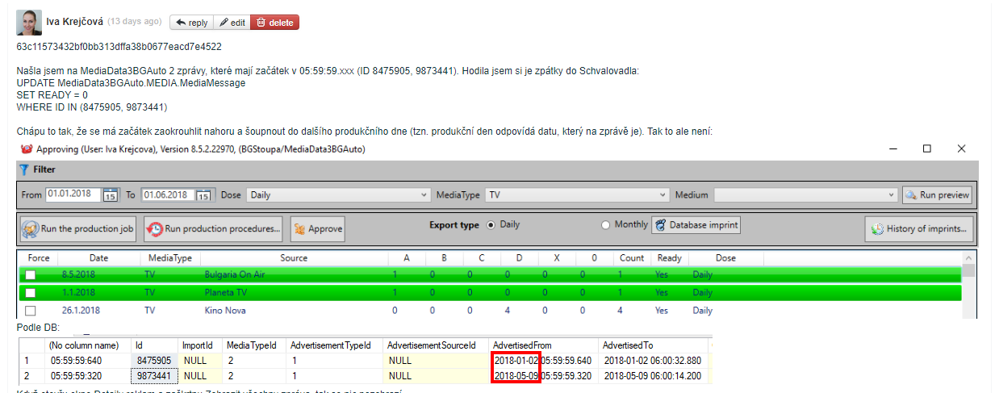 Iva Krejčová (13 days ago) reply edit delete
63c11573432bf0bb313dffa38b0677eacd7e4522
Našla jsem na MediaData3BGAuto 2 zprávy, které mají začátek v 05:59:59.xxx (ID 8475905, 9873441). Hodila jsem si je zpátky do Schvalovadla:
UPDATE MediaData3BGAuto.MEDIA.MediaMessage
SET READY = 0
WHERE ID IN (8475905, 9873441)
Chápu to tak, že se má začátek zaokrouhlit nahoru a šoupnout do dalšího produkčního dne (tzn. produkční den odpovídá datu, který na zprávě je). Tak to ale není:
Approving (User: Iva Krejcova), Version 8.5.2.22970, (BGStoupa/MediaData3BGAuto)
Filter
From 01.01.2018 15 To 01.06.2018 15 Dose Daily MediaType TV Medium Run preview
Run the production job Run production procedures... Approve Export type Daily Monthly Database imprint History of imprints...
Force Date MediaType Source A B C D X 0 Count Ready Dose
8.5.2018 TV Bulgaria On Air 1 0 0 0 0 0 1 Yes Daily
1.1.2018 TV Planeta TV 1 0 0 0 0 0 1 Yes Daily
26.1.2018 TV Kino Nova 0 0 0 4 0 0 4 Yes Daily
Podle DB:
(No column name) Id ImportId MediaTypeId AdvertisementTypeId AdvertisementSourceId AdvertisedFrom AdvertisedTo
1 05:59:59:640 8475905 NULL 2 1 NULL 2018-01-02 05:59:59.640 2018-01-02 06:00:32.880
2 05:59:59:320 9873441 NULL 2 1 NULL 2018-05-09 05:59:59.320 2018-05-09 06:00:14.200